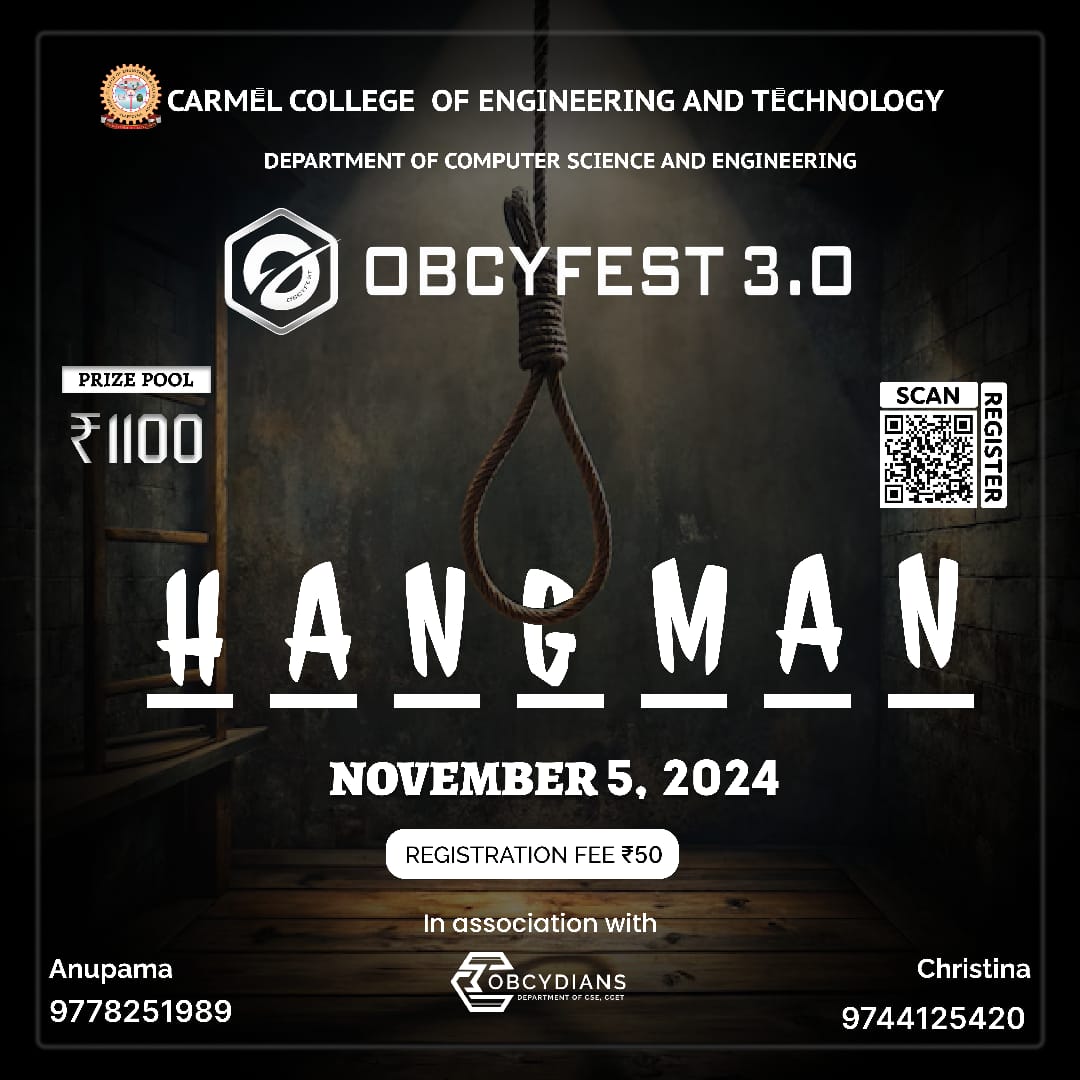 CARMEL COLLEGE OF ENGINEERING AND TECHNOLOGY
DEPARTMENT OF COMPUTER SCIENCE AND ENGINEERING
OBCYFEST
OBCYFEST 3.0
PRIZE POOL
₹1100
SCAN
REGISTER
HANGMAN
NOVEMBER 5, 2024
REGISTRATION FEE ₹50
In association with
OBCYDIANS
DEPARTMENT OF CSE, CCET
Anupama
9778251989
Christina
9744125420